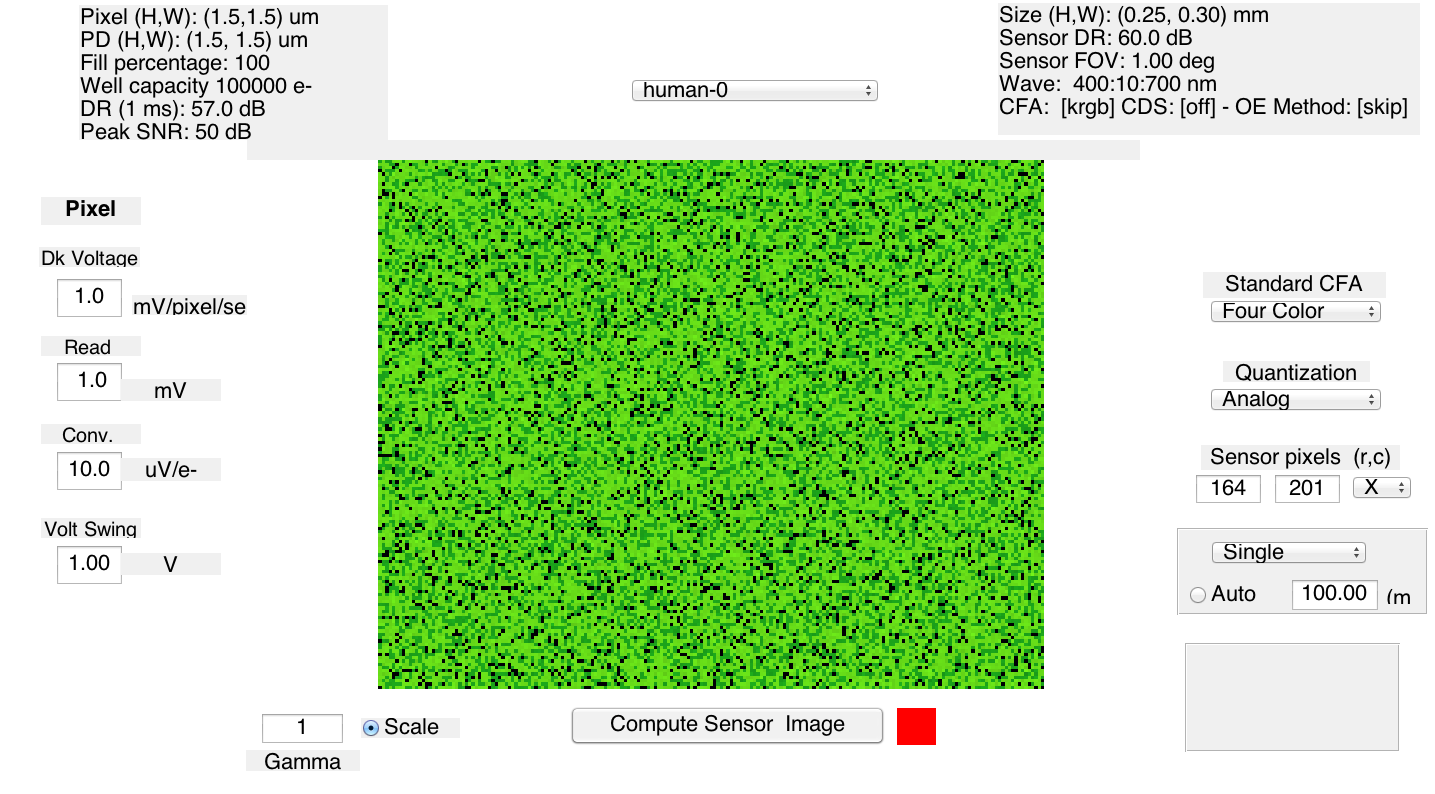 Pixel (H,W): (1.5,1.5) um
PD (H,W): (1.5, 1.5) um
Fill percentage: 100
Well capacity 100000 e-
DR (1 ms): 57.0 dB
Peak SNR: 50 dB
human-0
Size (H,W): (0.25, 0.30) mm
Sensor DR: 60.0 dB
Sensor FOV: 1.00 deg
Wave:  400:10:700 nm
CFA:  [krgb] CDS: [off] - OE Method: [skip]
Pixel
Dk Voltage
1.0 mV/pixel/se
Read
1.0 mV
Conv.
10.0 uV/e-
Volt Swing
1.00 V
Standard CFA
Four Color
Quantization
Analog
Sensor pixels  (r,c)
164 201 X
Single
Auto 100.00 (m
1 Scale
Gamma
Compute Sensor  Image